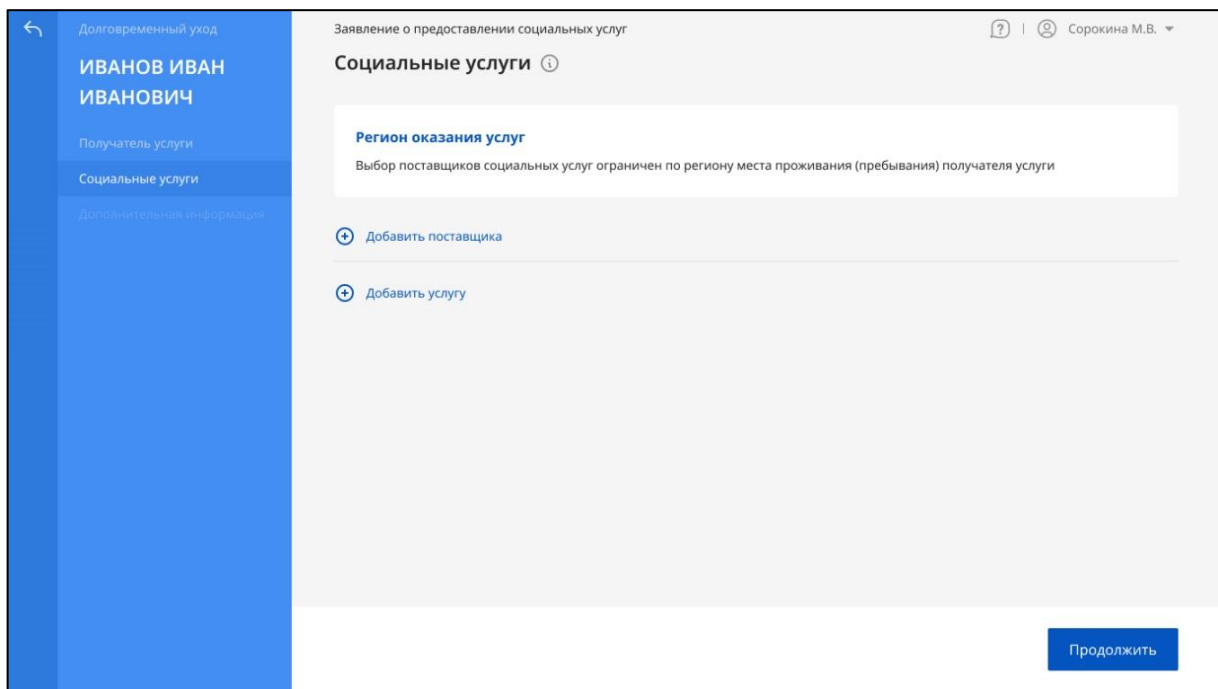 Долговременный уход
ИВАНОВ ИВАН
ИВАНОВИЧ
Получатель услуги
Социальные услуги
Дополнительная информация
Заявление о предоставлении социальных услуг
? | Сорокина М.В.
Социальные услуги i
Регион оказания услуг
Выбор поставщиков социальных услуг ограничен по региону места проживания (пребывания) получателя услуги
Добавить поставщика
Добавить услугу
Продолжить